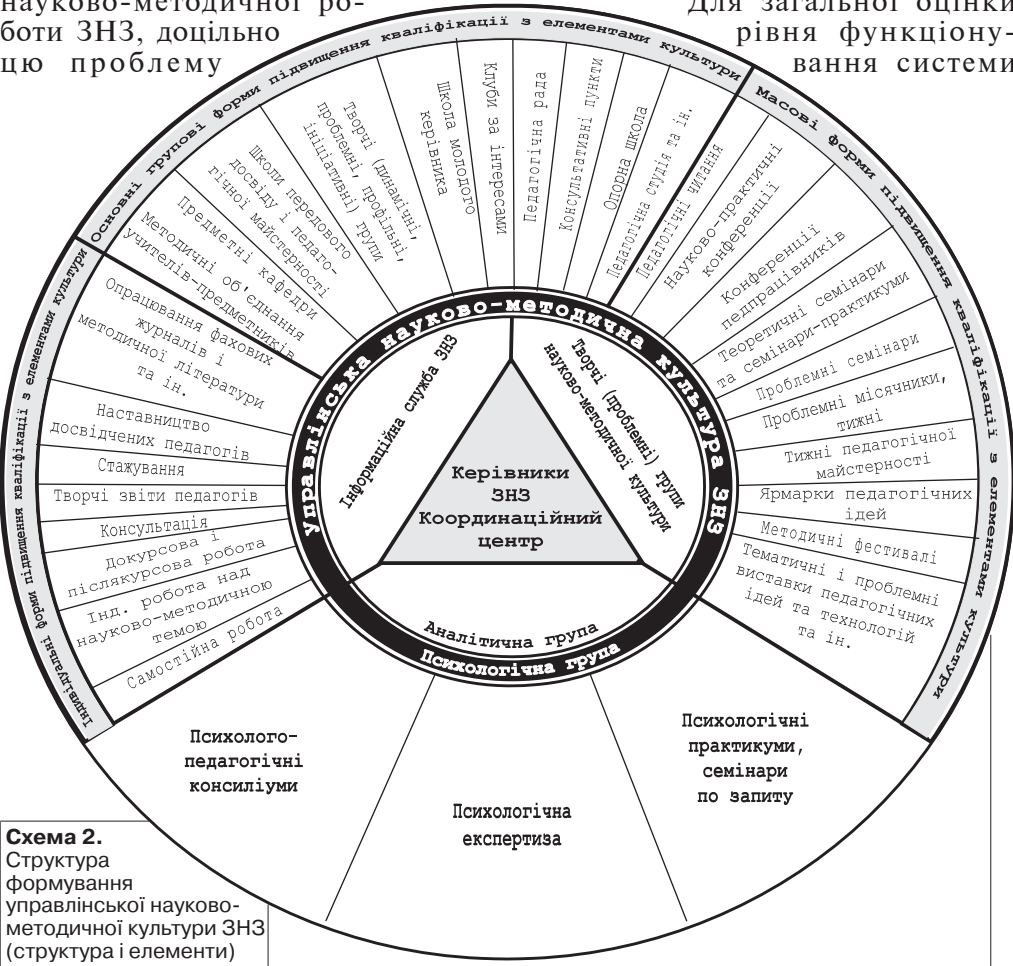 науково-методичної ро-
боти ЗНЗ, доцільно
цю проблему
Для загальної оцінки
рівня функціону-
вання системи
Індивідуальні форми підвищення кваліфікації з елементами культури
Основні групові форми підвищення кваліфікації з елементами культури
Масові форми підвищення кваліфікації з елементами культури
Самостійна робота
Інд. робота над
науково-методичною
темою
Докурсова і
післякурсова робота
Консультація
Творчі звіти педагогів
Стажування
Наставництво
досвідчених педагогів
Опрацювання фахових
журналів і
методичної літератури
та ін.
Методичні об'єднання
учителів-предметників
Предметні кафедри
Школи передового
досвіду і педаго-
гічної майстерності
Творчі (динамічні,
проблемні, профільні,
ініціативні) групи
Школа молодого
керівника
Клуби за інтересами
Педагогічна рада
Консультативні пункти
Опорна школа
Педагогічна студія та ін.
Педагогічні читання
Науково-практичні
конференції
Конференції
педпрацівників
Теоретичні семінари
та семінари-практикуми
Проблемні семінари
Проблемні місячники,
тижні
Тижні педагогічної
майстерності
Ярмарки педагогічних
ідей
Методичні фестивалі
Тематичні і проблемні
виставки педагогічних
ідей та технологій
та ін.
Управлінська науково-методична культура ЗНЗ
Інформаційна служба ЗНЗ
Творчі (проблемні) групи
науково-методичної культури
Керівники
ЗНЗ
Координаційний
центр
Аналітична група
Психологічна група
Психолого-
педагогічні
консиліуми
Психологічна
експертиза
Психологічні
практикуми,
семінари
по запиту
Схема 2.
Структура
формування
управлінської науково-
методичної культури ЗНЗ
(структура і елементи)